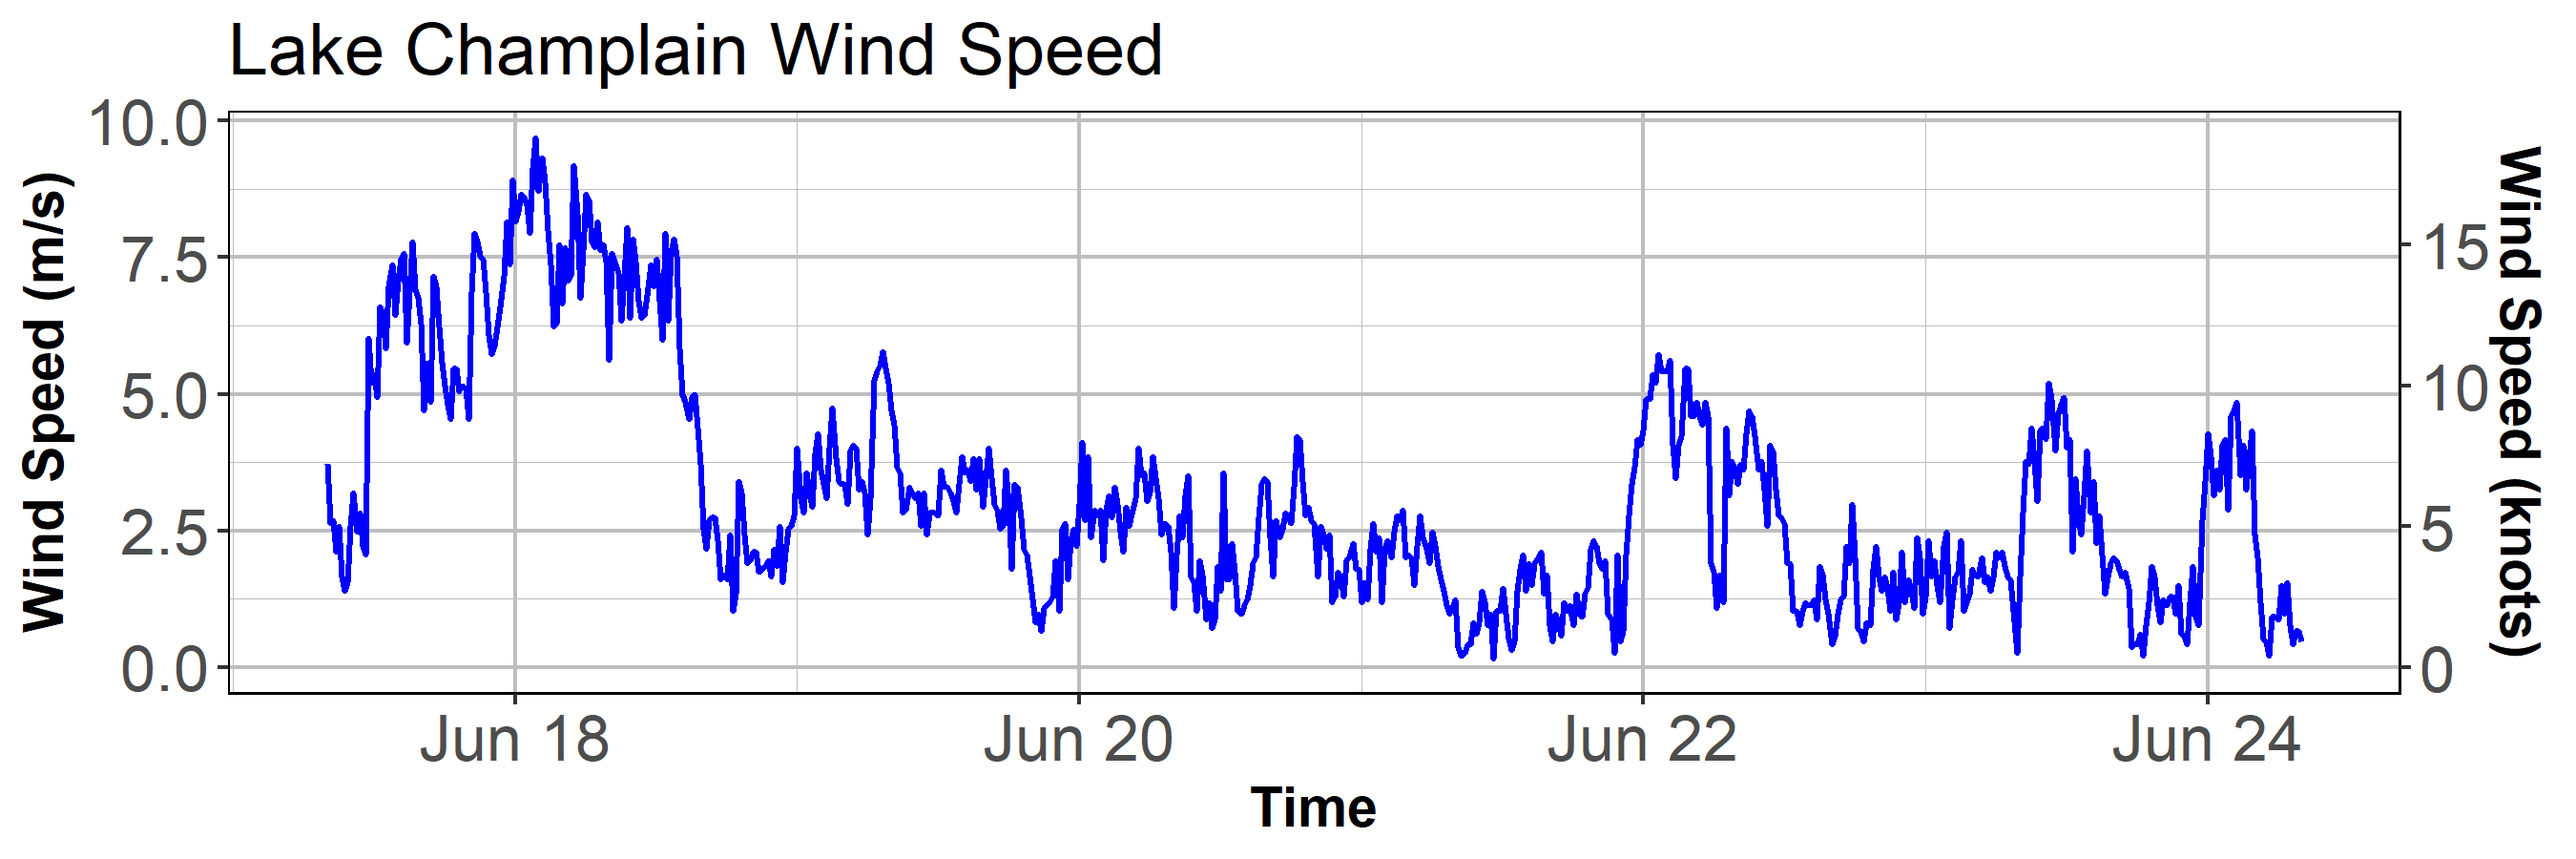 Lake Champlain Wind Speed
Wind Speed (m/s)
10.0
7.5
5.0
2.5
0.0
Wind Speed (knots)
15
10
5
0
Jun 18
Jun 20
Jun 22
Jun 24
Time